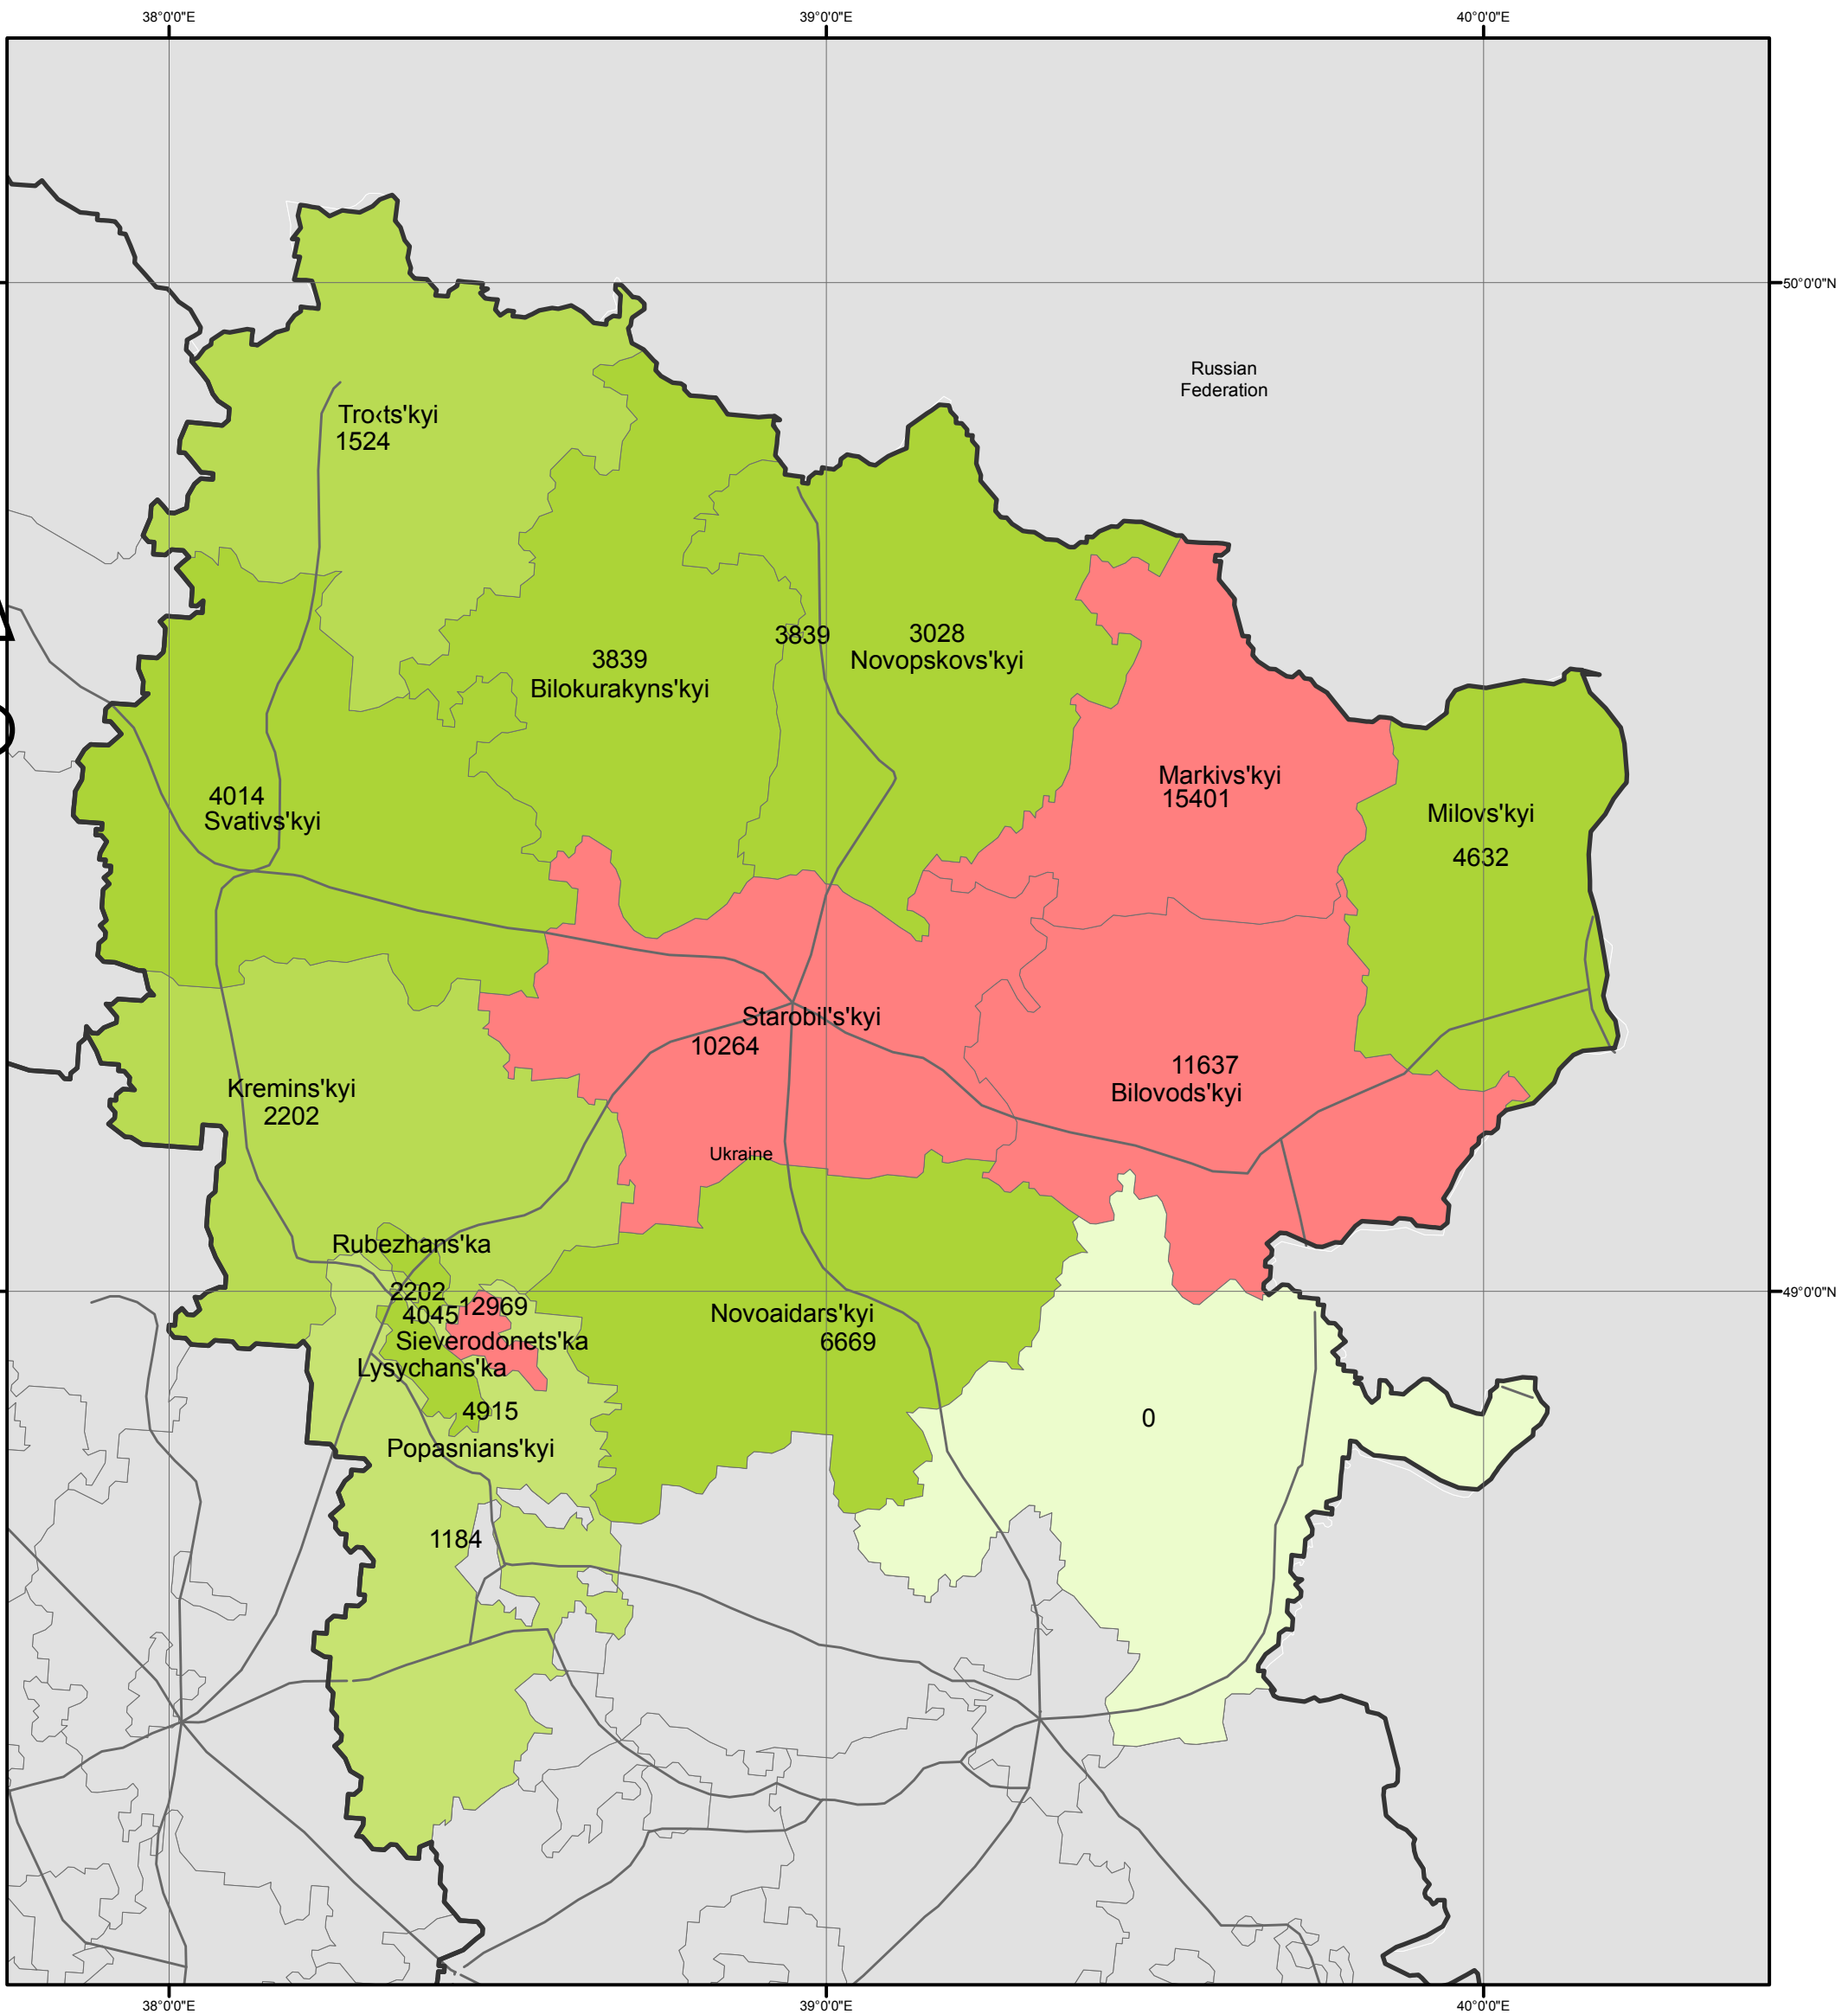 38°0'0"E
39°0'0"E
40°0'0"E
50°0'0"N
Russian
Federation
Tro‹ts'kyi
1524
3839
3028
Novopskovs'kyi
3839
Bilokurakyns'kyi
Markivs'kyi
15401
4014
Svativs'kyi
Milovs'kyi
4632
Starobil's'kyi
10264
11637
Bilovods'kyi
Kremins'kyi
2202
Ukraine
Rubezhans'ka
2202
12969
4045
Sieverodonets'ka
Lysychans'ka
49°0'0"N
Novoaidars'kyi
6669
4915
0
Popasnians'kyi
1184
38°0'0"E
39°0'0"E
40°0'0"E